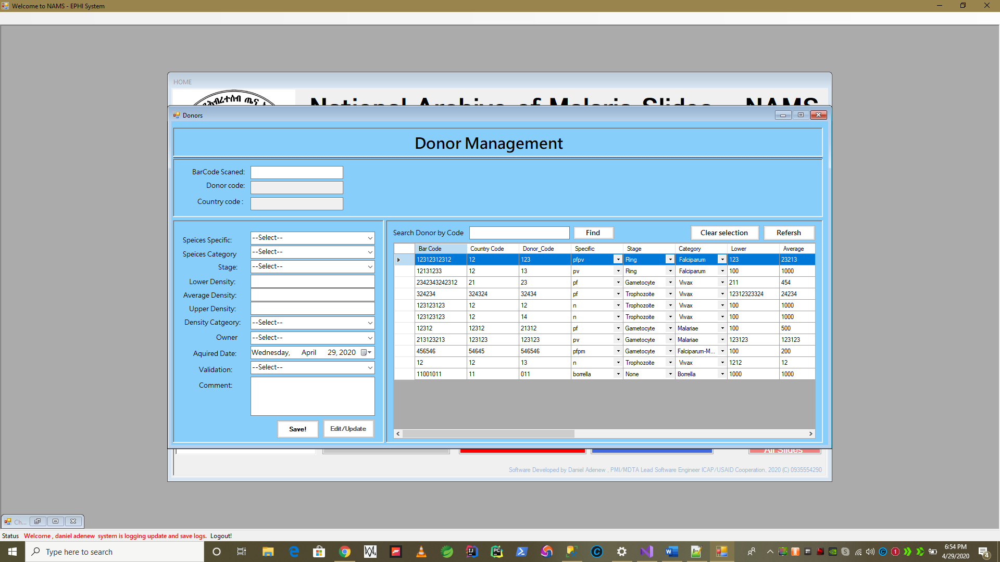 Welcome to NAMS - EPHI System
HOME
National Archive of Malaria Slides - NAMS
Donors
Donor Management
BarCode Scaned:
Donor code:
Country code :
Speices Specific: --Select--
Speices Category --Select--
Stage: --Select--
Lower Density:
Average Density:
Upper Density:
Density Catgeory: --Select--
Owner --Select--
Aquired Date: Wednesday, April 29, 2020
Validation: --Select--
Comment:
Save! Edit/Update
Search Donor by Code Find Clear selection Refersh
Bar Code Country Code Donor_Code Specific Stage Category Lower Average
12312312312 12 123 pfpv Ring Falciparum 123 23213
12131233 12 13 pv Ring Falciparum 100 1000
2342343242312 21 23 pf Gametocyte Vivax 211 454
324234 324324 32434 pf Trophozoite Vivax 12312323324 24234
123123123 12 12 n Trophozoite Vivax 100 1000
123123123 12 14 n Trophozoite Vivax 100 1000
12312 12312 21312 pf Gametocyte Malariae 100 500
213123213 123123 123123 pv Gametocyte Malariae 123123 123123
456546 54645 546546 pfpm Gametocyte Falciparum-M... 100 200
12 12 13 n Trophozoite Vivax 1212 12
11001011 11 011 borrella None Borrella 1000 1000
All Slides
Software Developed by Daniel Adenew , PMI/MDTA Lead Software Engineer ICAP/USAID Cooperation, 2020 (C) 0935554290
Ch...
Status Welcome , daniel adenew system is logging update and save logs. Logout!
Type here to search
6:54 PM
4/29/2020
4